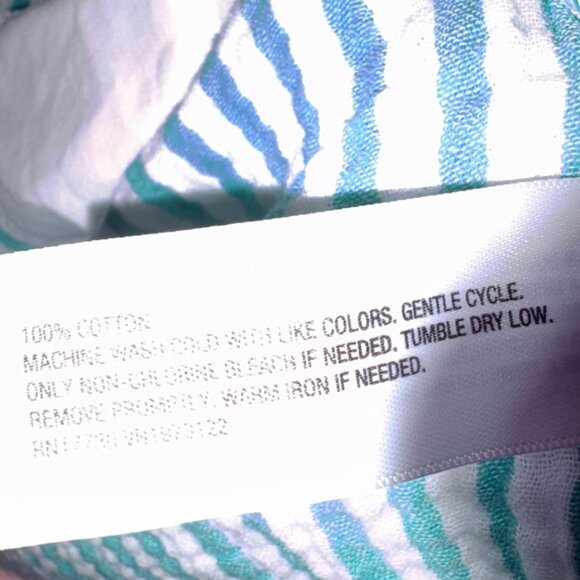 100% COTTON
MACHINE WASH COLD WITH LIKE COLORS. GENTLE CYCLE.
ONLY NON-CHLORINE BLEACH IF NEEDED. TUMBLE DRY LOW.
REMOVE PROMPTLY. WARM IRON IF NEEDED.